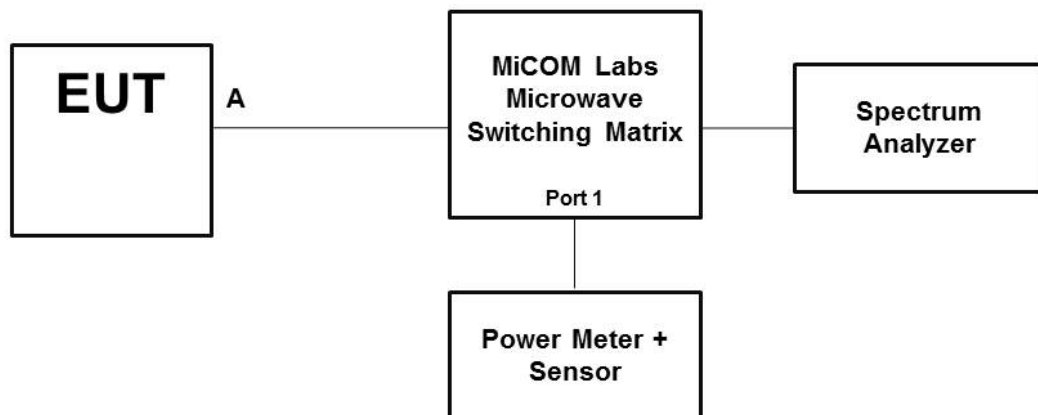 EUT
A
MiCOM Labs
Microwave
Switching Matrix
Port 1
Spectrum
Analyzer
Power Meter +
Sensor